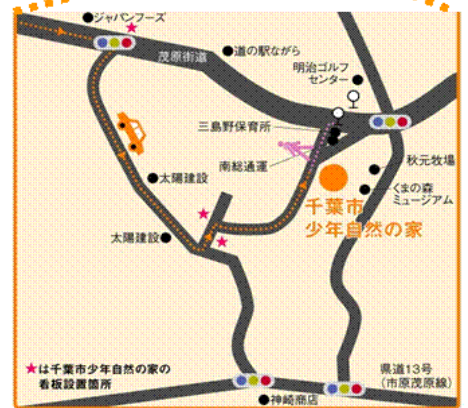 ジャパンフーズ
茂原街道
道の駅ながら
明治ゴルフ
センター
三島野保育所
南総通運
秋元牧場
くまの森
ミュージアム
太陽建設
千葉市
少年自然の家
太陽建設
★は千葉市少年自然の家の
看板設置箇所
県道13号
(市原茂原線)
神崎商店